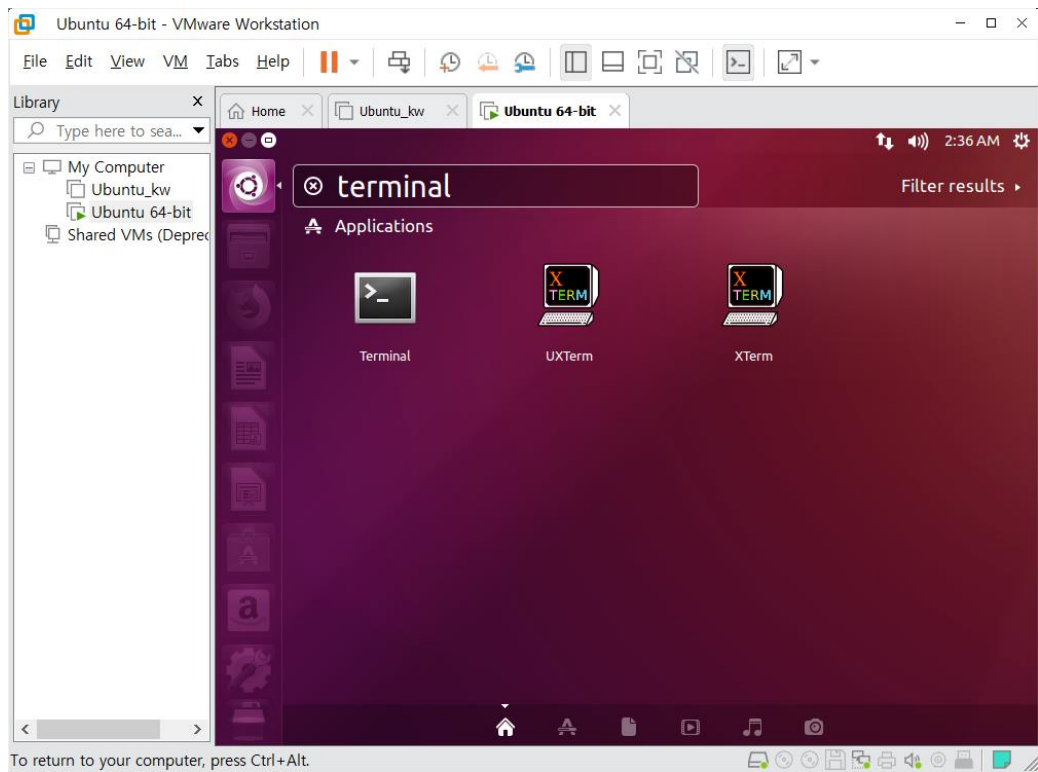 Ubuntu 64-bit - VMware Workstation
File Edit View VM Tabs Help
Library X
Type here to sea...
My Computer
Ubuntu_kw
Ubuntu 64-bit
Shared VMs (Deprec
Home
Ubuntu_kw
Ubuntu 64-bit
2:36 AM
terminal
Filter results
Applications
>_
Terminal
X TERM
UXTerm
X TERM
XTerm
a
To return to your computer, press Ctrl+Alt.